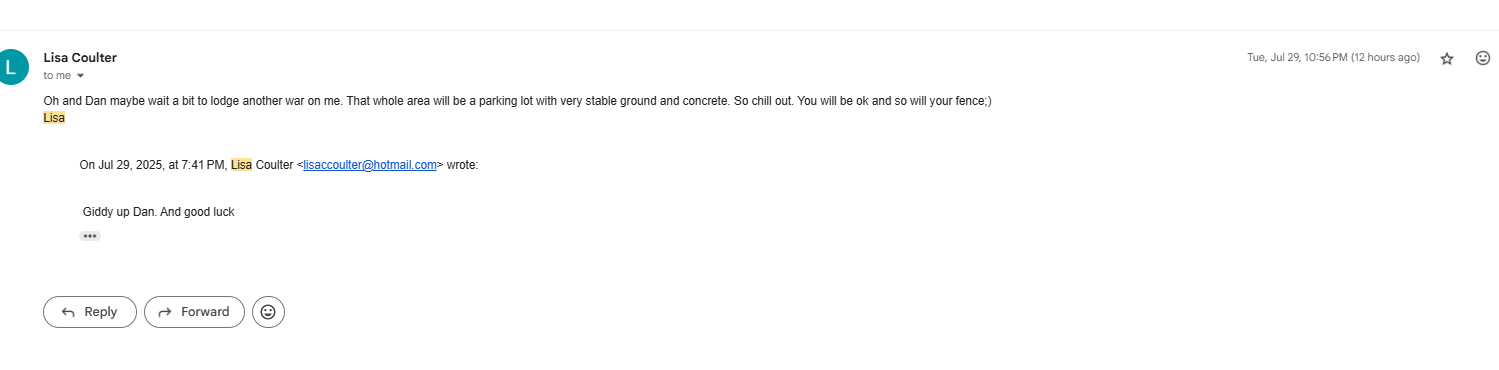 L
Lisa Coulter
Tue, Jul 29, 10:56 PM (12 hours ago)
to me
Oh and Dan maybe wait a bit to lodge another war on me. That whole area will be a parking lot with very stable ground and concrete. So chill out. You will be ok and so will your fence;)
Lisa
On Jul 29, 2025, at 7:41 PM, Lisa Coulter <lisaccoulter@hotmail.com> wrote:
Giddy up Dan. And good luck
Reply
Forward